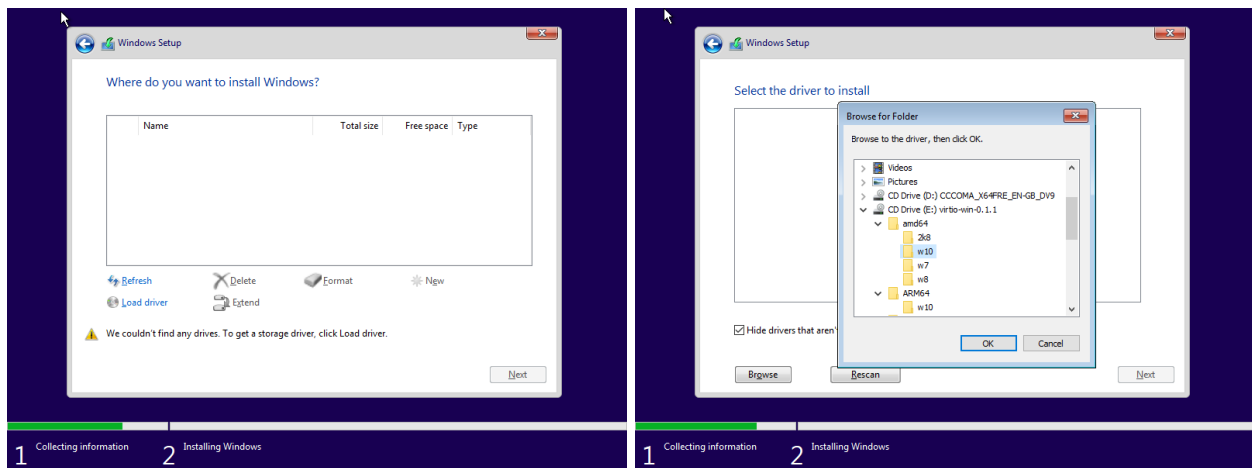 Windows Setup
Where do you want to install Windows?
Name Total size Free space Type
Refresh Delete Format New
Load driver Extend
We couldn't find any drives. To get a storage driver, click Load driver.
Next
1 Collecting information 2 Installing Windows
Windows Setup
Select the driver to install
Browse for Folder
Browse to the driver, then click OK.
Videos
Pictures
CD Drive (D:) CCCOMA_X64FRE_EN-GB_DV9
CD Drive (E:) virtio-win-0.1.1
amd64
2k8
w10
w7
w8
ARM64
w10
OK Cancel
Hide drivers that aren'
Browse Rescan Next
1 Collecting information 2 Installing Windows